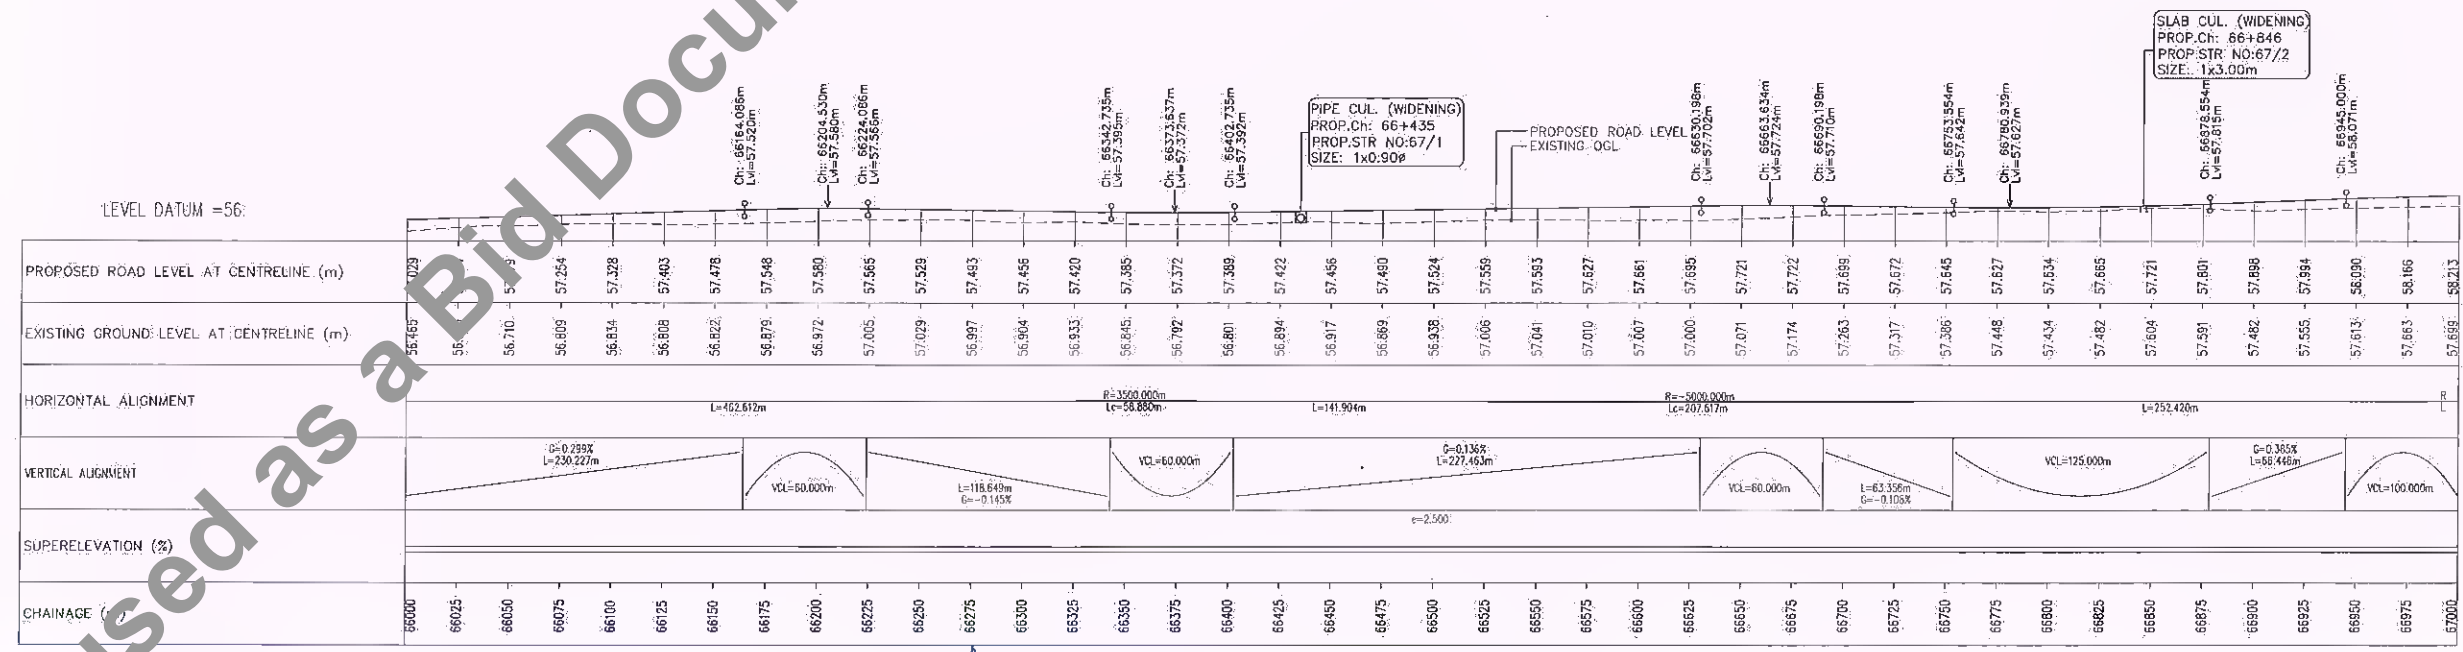 used as a Bid Docu
SLAB CUL. (WIDENING)
PROP.Ch: 66+846
PROP.STR NO:67/2
SIZE: 1x3.00m
PIPE CUL. (WIDENING)
PROP.Ch: 66+435
PROP.STR NO:67/1
SIZE: 1x0.90ø
PROPOSED ROAD LEVEL
EXISTING OGL
Ch: 66164.086m
Lvl=57.520m
Ch: 66204.530m
Lvl=57.580m
Ch: 66224.086m
Lvl=57.566m
Ch: 66342.735m
Lvl=57.395m
Ch: 66373.637m
Lvl=57.372m
Ch: 66402.735m
Lvl=57.392m
Ch: 66630.198m
Lvl=57.702m
Ch: 66663.634m
Lvl=57.724m
Ch: 66690.198m
Lvl=57.710m
Ch: 66753.554m
Lvl=57.642m
Ch: 66780.939m
Lvl=57.627m
Ch: 66878.554m
Lvl=57.815m
Ch: 66945.000m
Lvl=58.071m
LEVEL DATUM =56
PROPOSED ROAD LEVEL AT CENTRELINE (m)
57.254 57.328 57.403 57.478 57.548 57.580 57.565 57.529 57.493 57.456 57.420 57.385 57.372 57.389 57.422 57.456 57.490 57.524 57.559 57.593 57.627 57.661 57.695 57.721 57.722 57.699 57.672 57.645 57.627 57.634 57.665 57.721 57.801 57.898 57.994 58.090 58.166 58.213
EXISTING GROUND LEVEL AT CENTRELINE (m)
56.465 56.710 56.809 56.834 56.808 56.822 56.879 56.972 57.005 57.029 56.997 56.904 56.933 56.845 56.792 56.801 56.894 56.917 56.869 56.938 57.006 57.041 57.010 57.007 57.000 57.071 57.174 57.263 57.317 57.386 57.448 57.434 57.482 57.604 57.591 57.482 57.555 57.613 57.663 57.699
HORIZONTAL ALIGNMENT
L=462.612m
R=3500.000m
Lc=58.880m
L=141.904m
R=-5000.000m
Lc=207.617m
L=252.420m
R
L
VERTICAL ALIGNMENT
G=0.299%
L=230.227m
VCL=60.000m
L=118.649m
G=-0.145%
VCL=60.000m
G=0.136%
L=227.463m
VCL=60.000m
L=63.356m
G=-0.106%
VCL=125.000m
G=0.385%
L=66.446m
VCL=100.000m
SUPERELEVATION (%)
e=2.500
CHAINAGE
66000 66025 66050 66075 66100 66125 66150 66175 66200 66225 66250 66275 66300 66325 66350 66375 66400 66425 66450 66475 66500 66525 66550 66575 66600 66625 66650 66675 66700 66725 66750 66775 66800 66825 66850 66875 66900 66925 66950 66975 67000